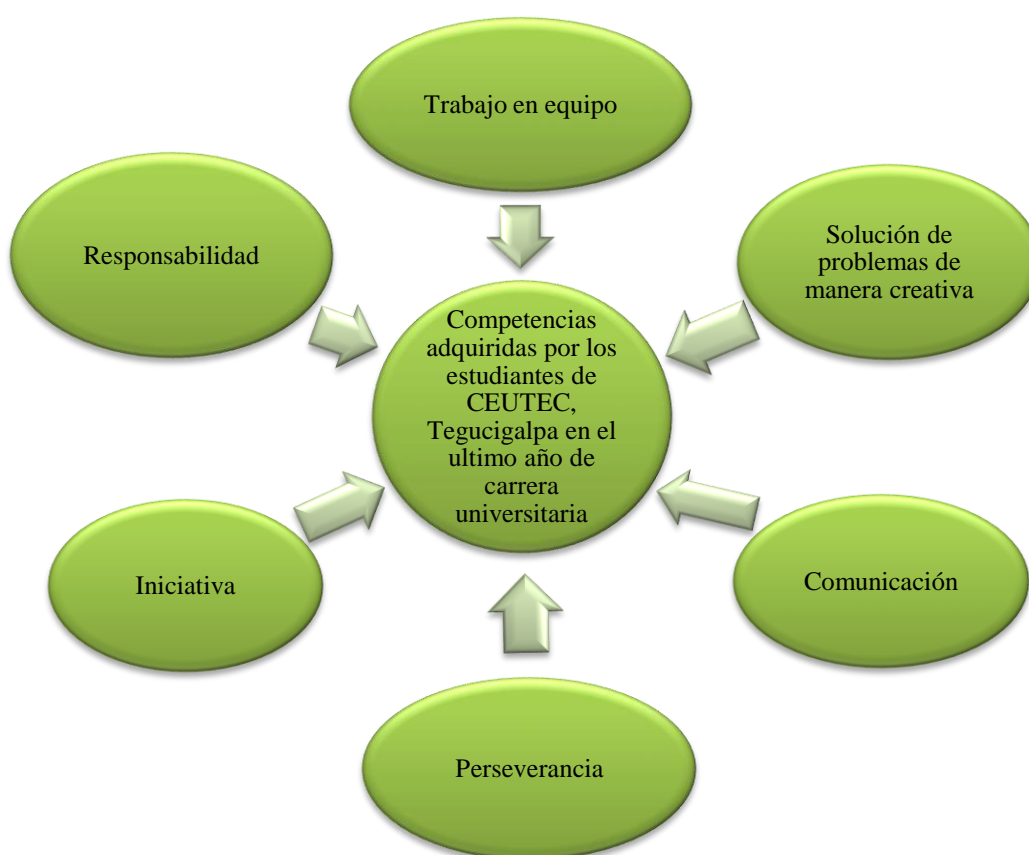 Trabajo en equipo
Responsabilidad
Solución de
problemas de
manera creativa
Competencias
adquiridas por los
estudiantes de
CEUTEC,
Tegucigalpa en el
ultimo año de
carrera
universitaria
Iniciativa
Comunicación
Perseverancia